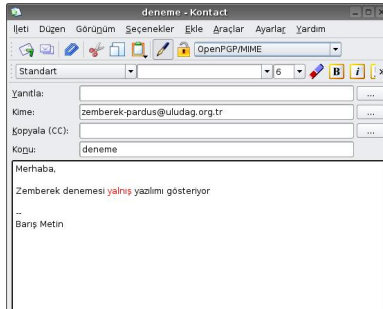 deneme - Kontact
İleti Düzen Görünüm Seçenekler Ekle Araçlar Ayarlar Yardım
OpenPGP/MIME
Standart 6 B i
Yanıtla: ...
Kime: zemberek-pardus@uludag.org.tr ...
Kopyala (CC): ...
Konu: deneme
Merhaba,
Zemberek denemesi yalnış yazılımı gösteriyor
--
Barış Metin